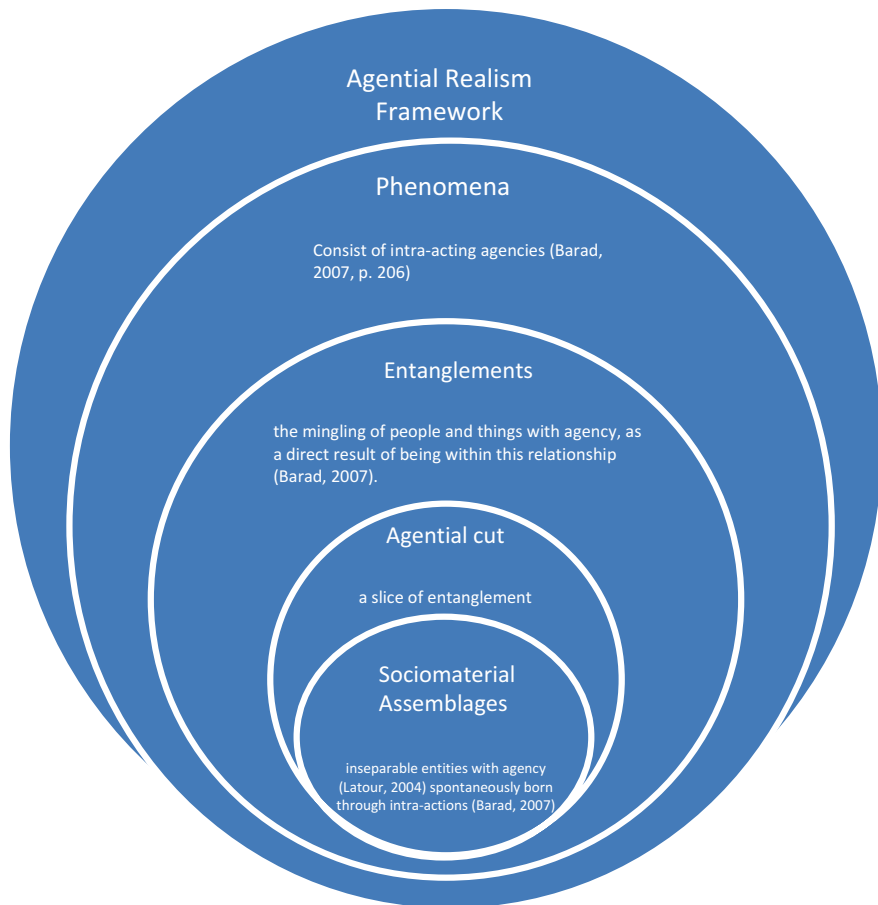 Agential Realism
Framework
Phenomena
Consist of intra-acting agencies (Barad,
2007, p. 206)
Entanglements
the mingling of people and things with agency, as
a direct result of being within this relationship
(Barad, 2007).
Agential cut
a slice of entanglement
Sociomaterial
Assemblages
inseparable entities with agency
(Latour, 2004) spontaneously born
through intra-actions (Barad, 2007)